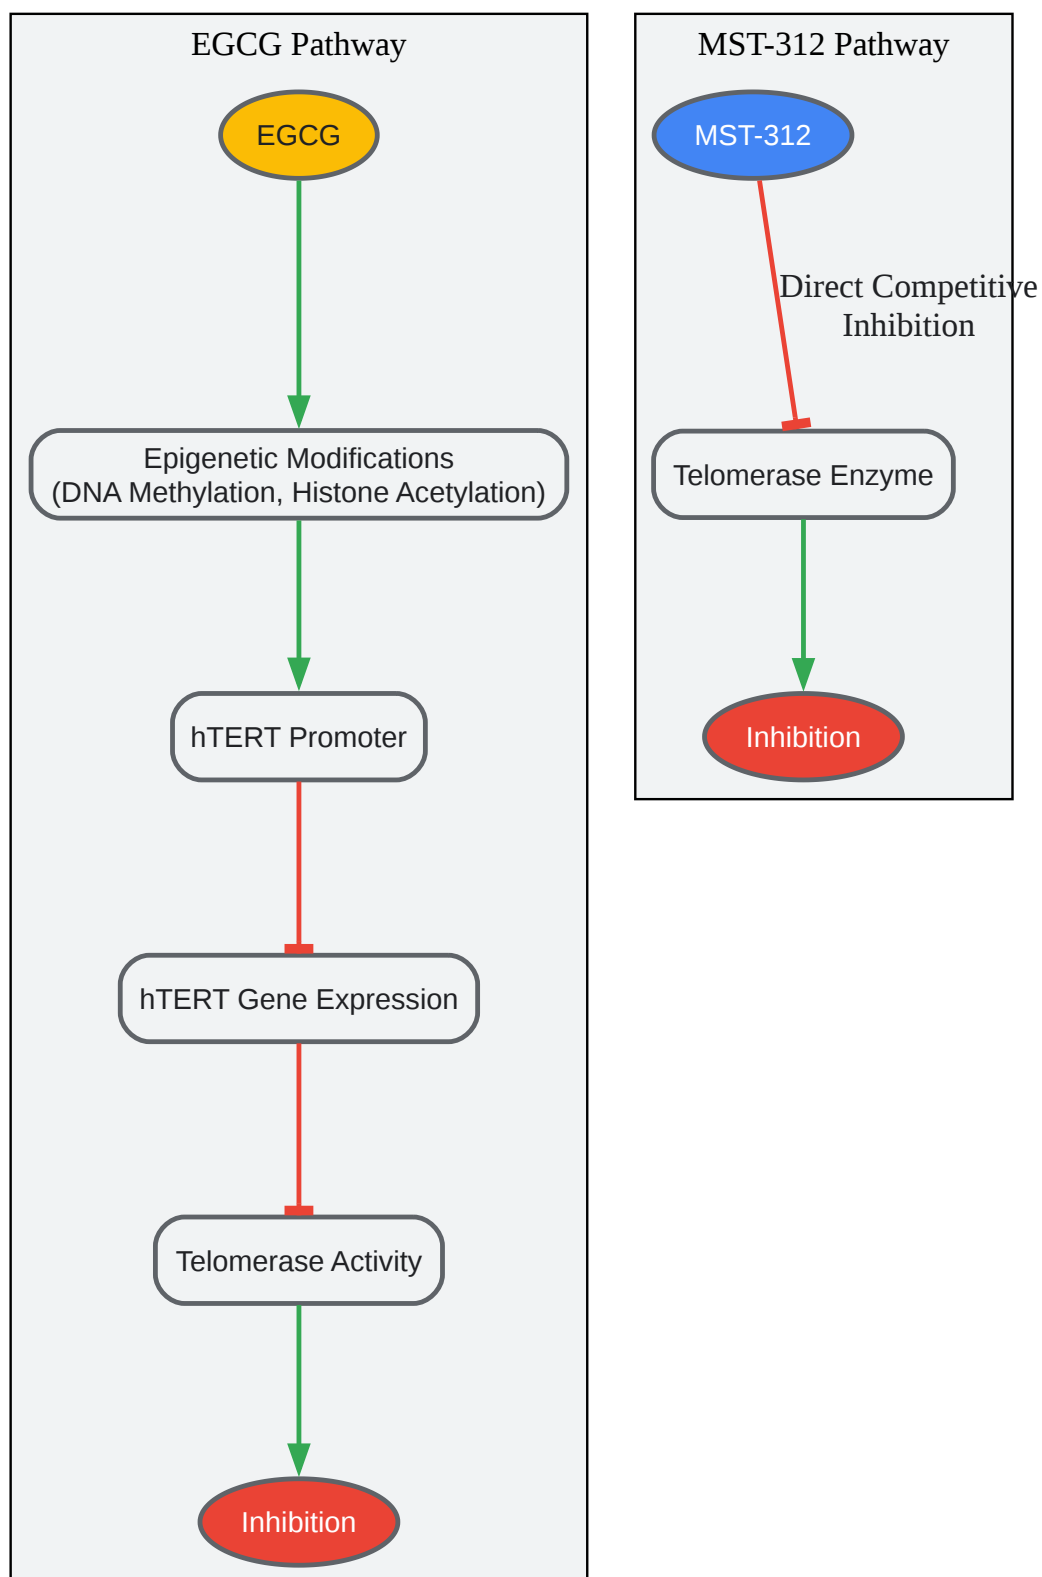 EGCG Pathway
EGCG
Epigenetic Modifications
(DNA Methylation, Histone Acetylation)
hTERT Promoter
hTERT Gene Expression
Telomerase Activity
Inhibition
MST-312 Pathway
MST-312
Direct Competitive
Inhibition
Telomerase Enzyme
Inhibition